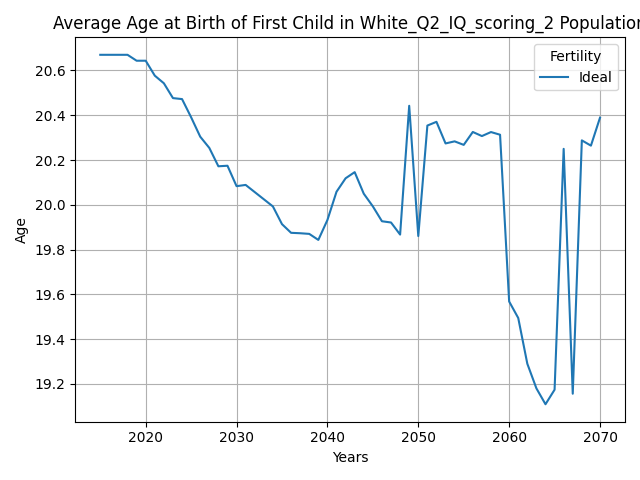 Average Age at Birth of First Child in White_Q2_IQ_scoring_2 Population
Fertility
Ideal
20.6
20.4
20.2
20.0
19.8
19.6
19.4
19.2
Age
2020 2030 2040 2050 2060 2070
Years